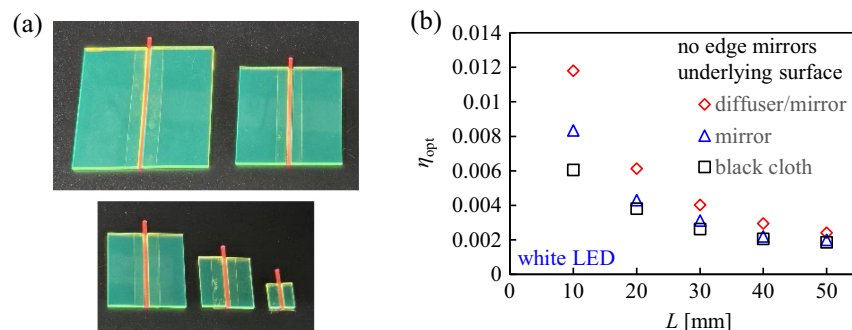 (a)
(b)
0.014
0.012
0.010
0.008
0.006
0.004
0.002
0
η_opt
no edge mirrors
underlying surface
diffuser/mirror
mirror
black cloth
white LED
0 10 20 30 40 50
L [mm]